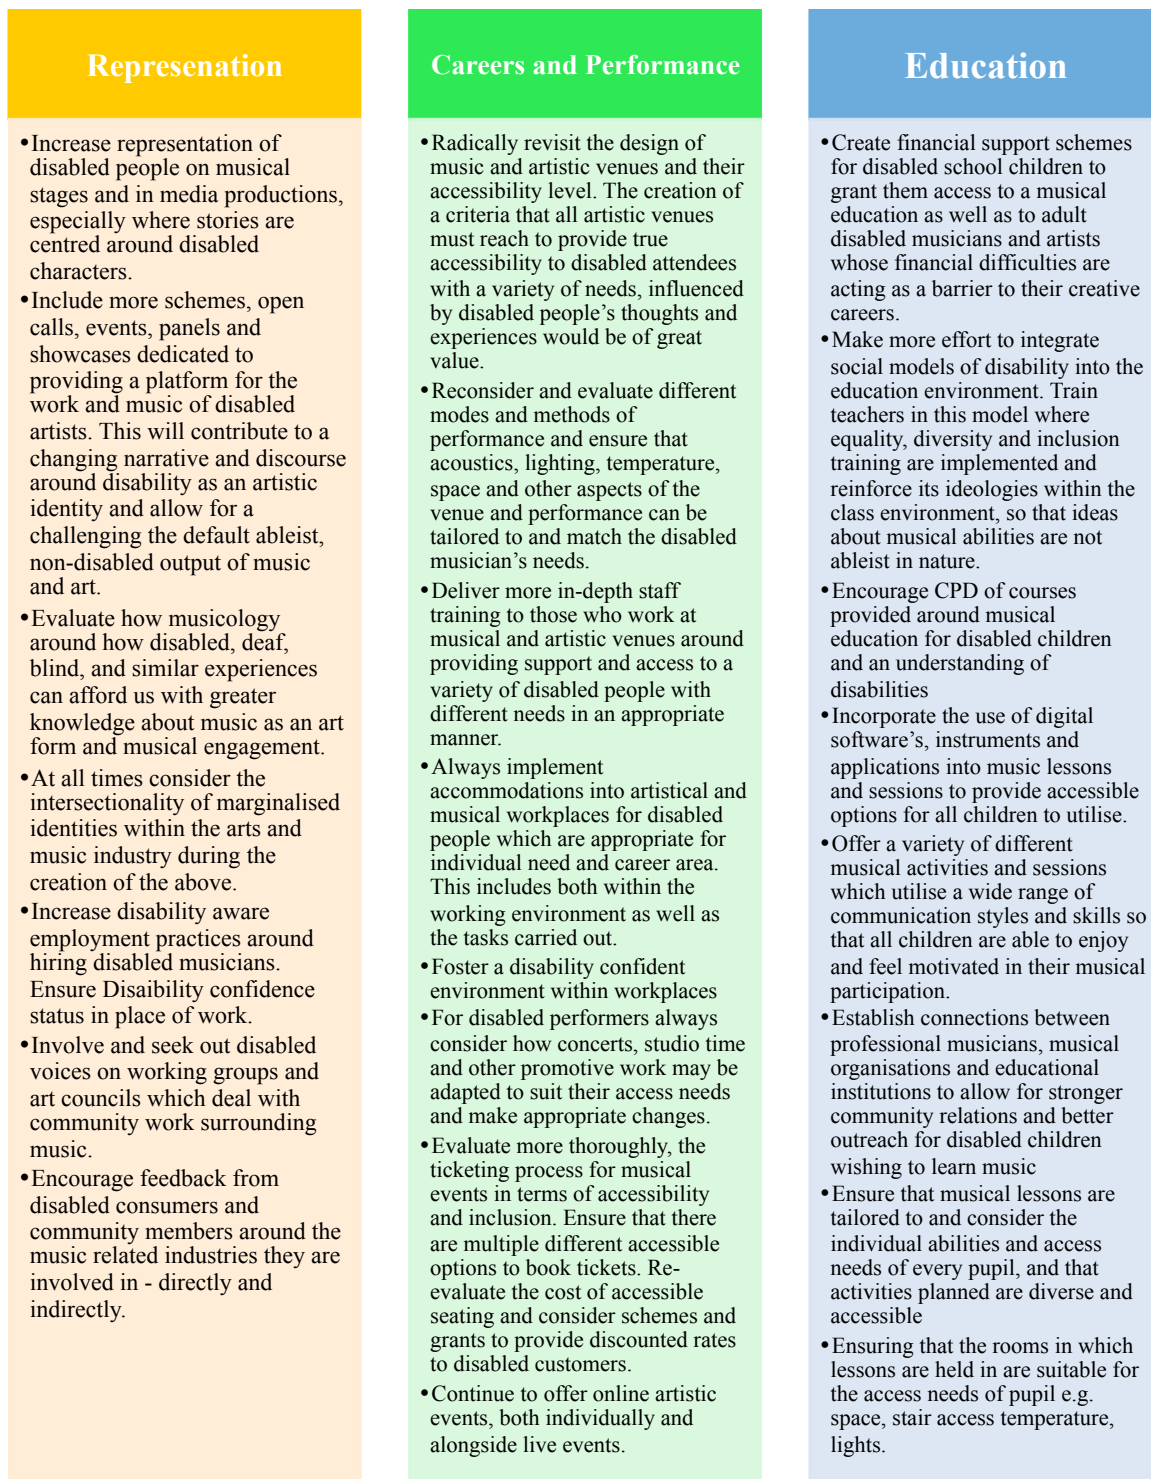 Represenation
•Increase representation of
disabled people on musical
stages and in media productions,
especially where stories are
centred around disabled
characters.
•Include more schemes, open
calls, events, panels and
showcases dedicated to
providing a platform for the
work and music of disabled
artists. This will contribute to a
changing narrative and discourse
around disability as an artistic
identity and allow for a
challenging the default ableist,
non-disabled output of music
and art.
•Evaluate how musicology
around how disabled, deaf,
blind, and similar experiences
can afford us with greater
knowledge about music as an art
form and musical engagement.
•At all times consider the
intersectionality of marginalised
identities within the arts and
music industry during the
creation of the above.
•Increase disability aware
employment practices around
hiring disabled musicians.
Ensure Disaibility confidence
status in place of work.
•Involve and seek out disabled
voices on working groups and
art councils which deal with
community work surrounding
music.
•Encourage feedback from
disabled consumers and
community members around the
music related industries they are
involved in - directly and
indirectly.
Careers and Performance
•Radically revisit the design of
music and artistic venues and their
accessibility level. The creation of
a criteria that all artistic venues
must reach to provide true
accessibility to disabled attendees
with a variety of needs, influenced
by disabled people’s thoughts and
experiences would be of great
value.
•Reconsider and evaluate different
modes and methods of
performance and ensure that
acoustics, lighting, temperature,
space and other aspects of the
venue and performance can be
tailored to and match the disabled
musician’s needs.
•Deliver more in-depth staff
training to those who work at
musical and artistic venues around
providing support and access to a
variety of disabled people with
different needs in an appropriate
manner.
•Always implement
accommodations into artistical and
musical workplaces for disabled
people which are appropriate for
individual need and career area.
This includes both within the
working environment as well as
the tasks carried out.
•Foster a disability confident
environment within workplaces
•For disabled performers always
consider how concerts, studio time
and other promotive work may be
adapted to suit their access needs
and make appropriate changes.
•Evaluate more thoroughly, the
ticketing process for musical
events in terms of accessibility
and inclusion. Ensure that there
are multiple different accessible
options to book tickets. Re-
evaluate the cost of accessible
seating and consider schemes and
grants to provide discounted rates
to disabled customers.
•Continue to offer online artistic
events, both individually and
alongside live events.
Education
•Create financial support schemes
for disabled school children to
grant them access to a musical
education as well as to adult
disabled musicians and artists
whose financial difficulties are
acting as a barrier to their creative
careers.
•Make more effort to integrate
social models of disability into the
education environment. Train
teachers in this model where
equality, diversity and inclusion
training are implemented and
reinforce its ideologies within the
class environment, so that ideas
about musical abilities are not
ableist in nature.
•Encourage CPD of courses
provided around musical
education for disabled children
and an understanding of
disabilities
•Incorporate the use of digital
software’s, instruments and
applications into music lessons
and sessions to provide accessible
options for all children to utilise.
•Offer a variety of different
musical activities and sessions
which utilise a wide range of
communication styles and skills so
that all children are able to enjoy
and feel motivated in their musical
participation.
•Establish connections between
professional musicians, musical
organisations and educational
institutions to allow for stronger
community relations and better
outreach for disabled children
wishing to learn music
•Ensure that musical lessons are
tailored to and consider the
individual abilities and access
needs of every pupil, and that
activities planned are diverse and
accessible
•Ensuring that the rooms in which
lessons are held in are suitable for
the access needs of pupil e.g.
space, stair access temperature,
lights.